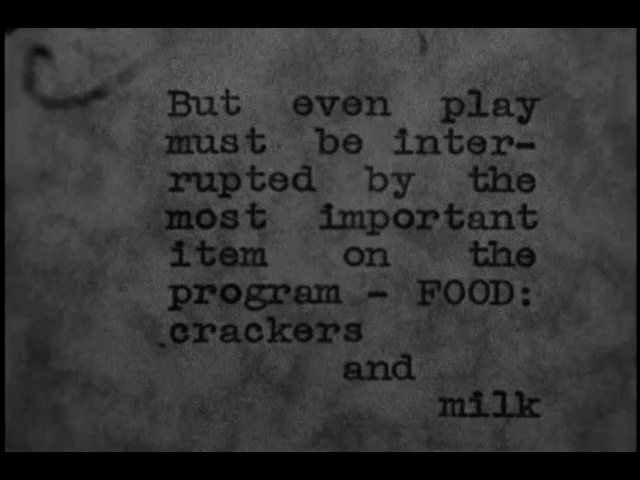 But even play
must be inter-
rupted by the
most important
item on the
program - FOOD:
crackers
and
milk